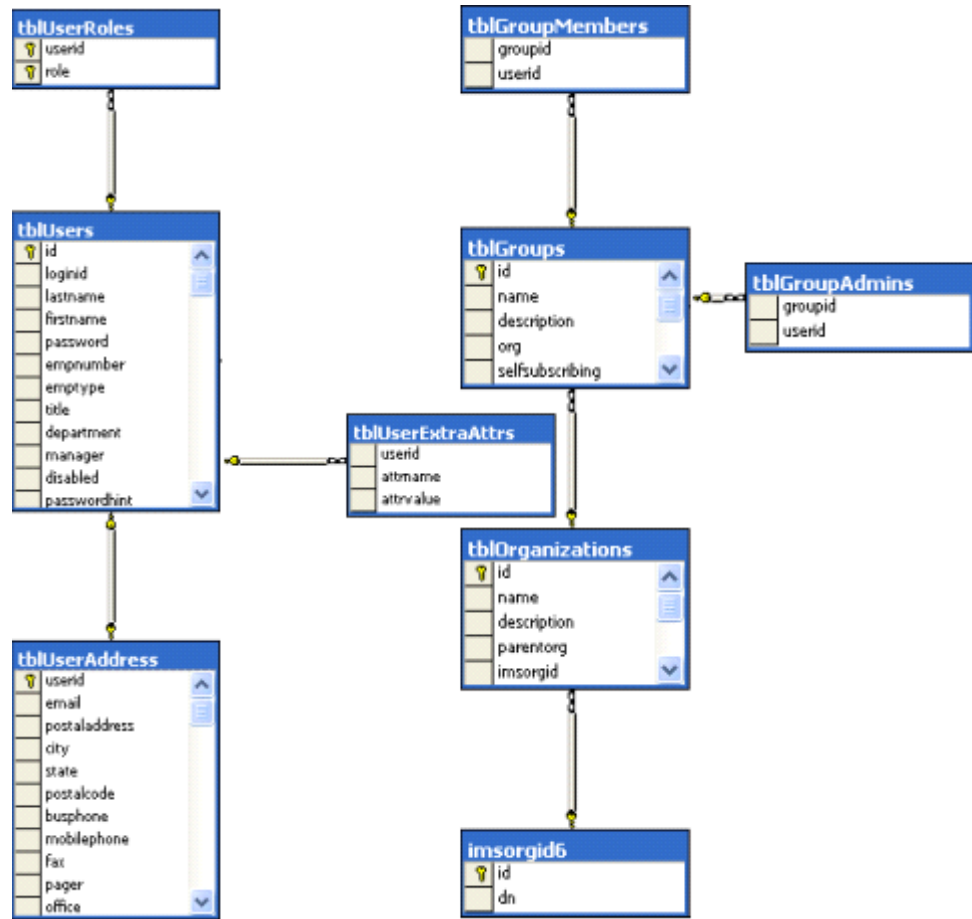 tblUserRoles
userid
role
tblUsers
id
loginid
lastname
firstname
password
empnumber
emptype
title
department
manager
disabled
passwordhint
tblUserAddress
userid
email
postaladdress
city
state
postalcode
busphone
mobilephone
fax
pager
office
tblUserExtraAttrs
userid
attrname
attrvalue
tblGroupMembers
groupid
userid
tblGroups
id
name
description
org
selfsubscribing
tblGroupAdmins
groupid
userid
tblOrganizations
id
name
description
parentorg
imsorgid
imsorgid6
id
dn